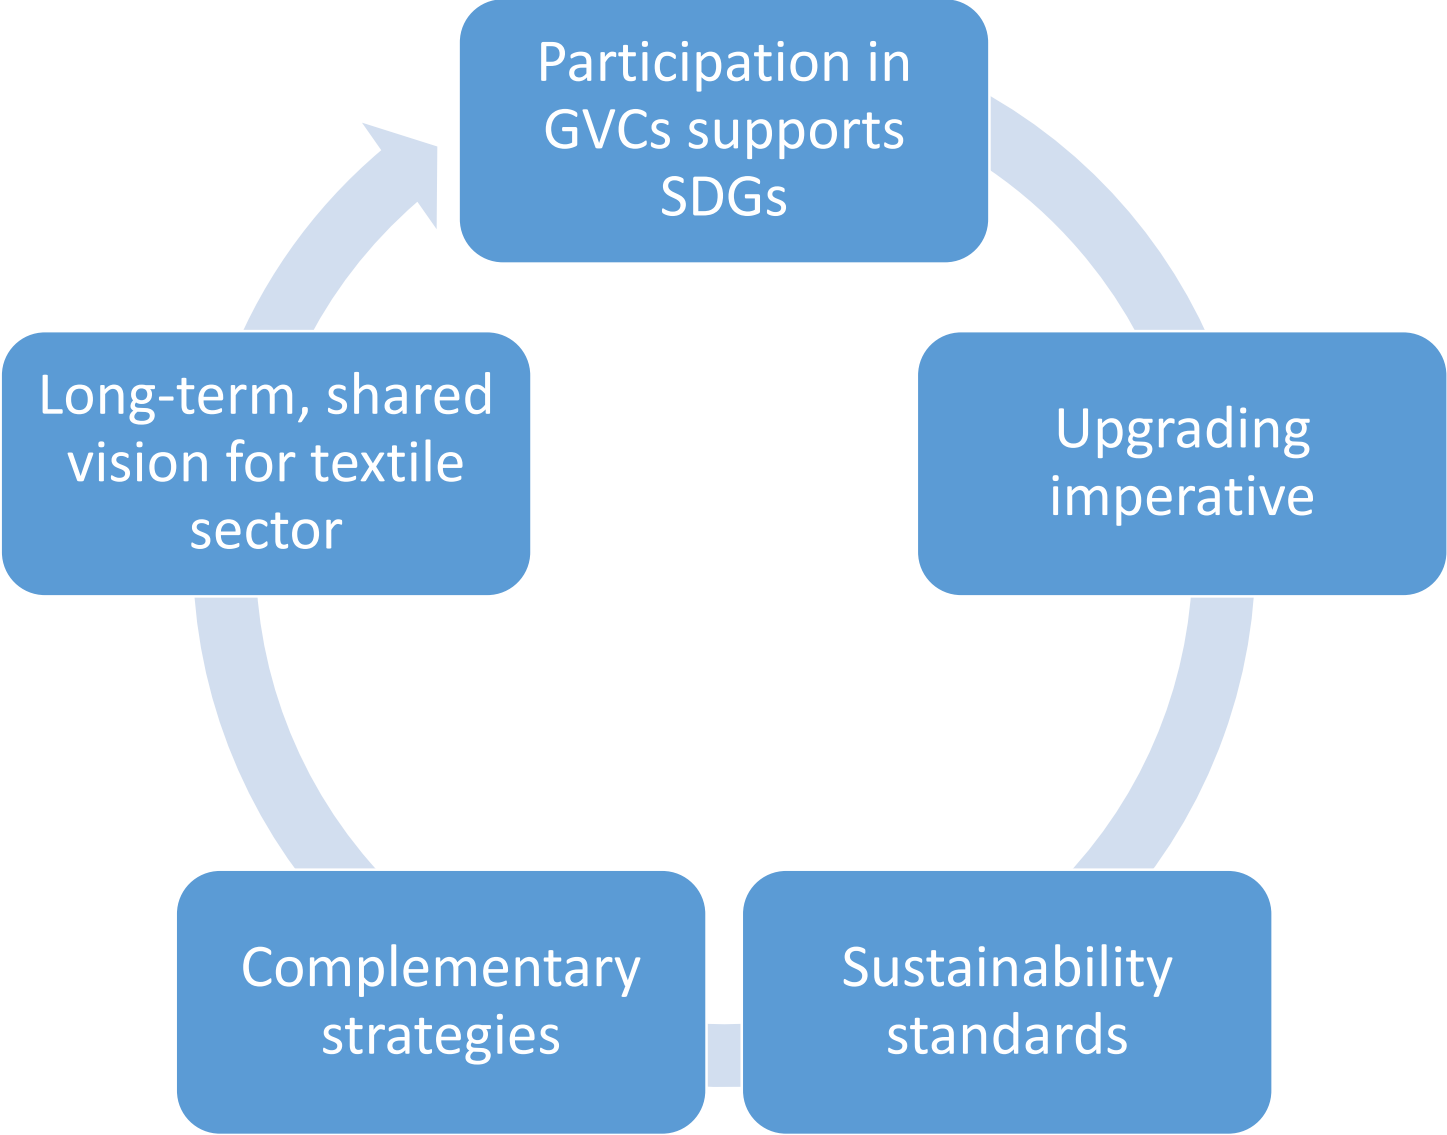 Participation in
GVCs supports
SDGs
Upgrading
imperative
Sustainability
standards
Complementary
strategies
Long-term, shared
vision for textile
sector